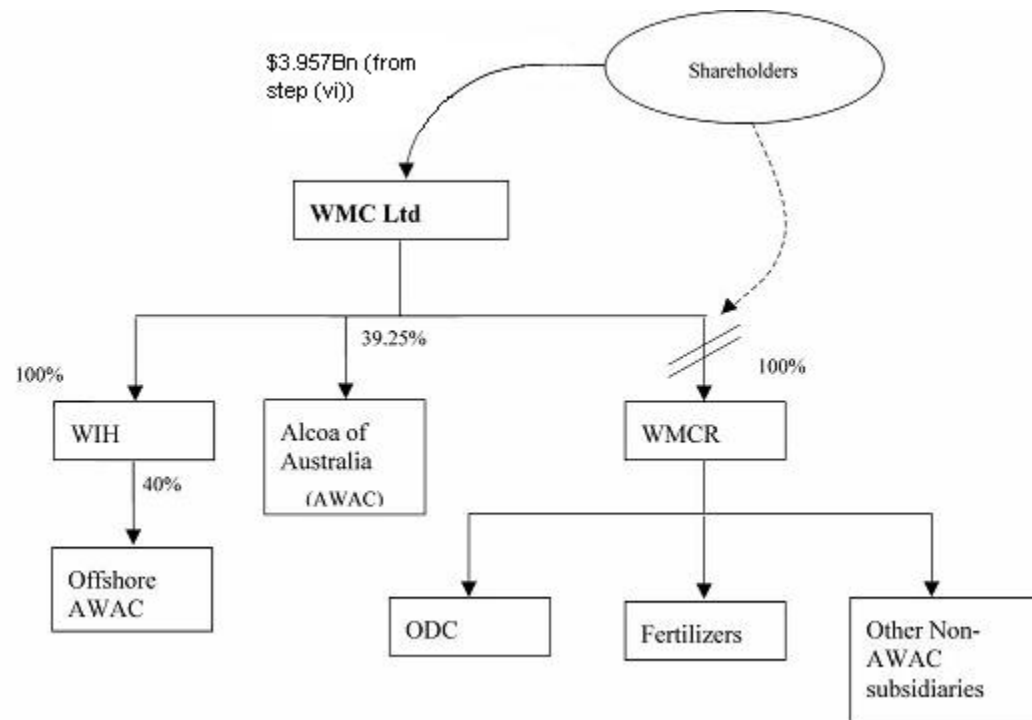 $3.957Bn (from
step (vi))
Shareholders
WMC Ltd
39.25%
100%
100%
WIH
Alcoa of
Australia
(AWAC)
WMCR
40%
Offshore
AWAC
ODC
Fertilizers
Other Non-
AWAC
subsidiaries